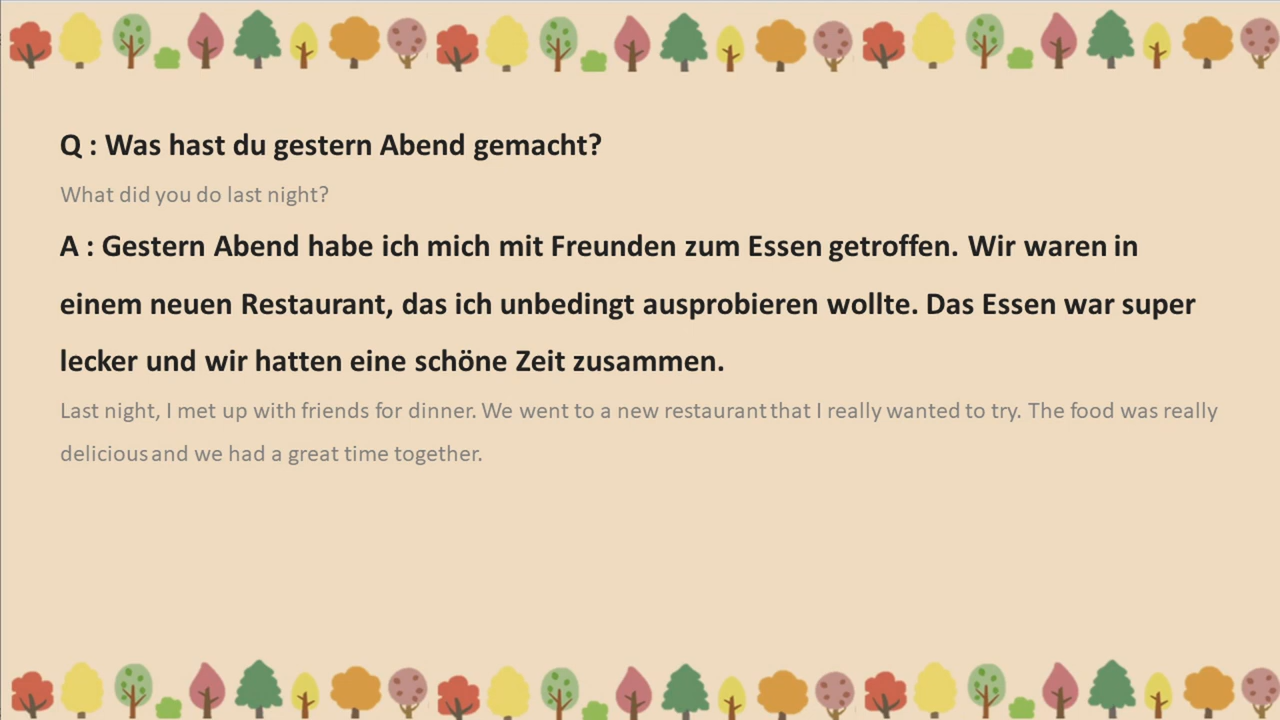 Q : Was hast du gestern Abend gemacht?
What did you do last night?
A : Gestern Abend habe ich mich mit Freunden zum Essen getroffen. Wir waren in
einem neuen Restaurant, das ich unbedingt ausprobieren wollte. Das Essen war super
lecker und wir hatten eine schöne Zeit zusammen.
Last night, I met up with friends for dinner. We went to a new restaurant that I really wanted to try. The food was really
delicious and we had a great time together.